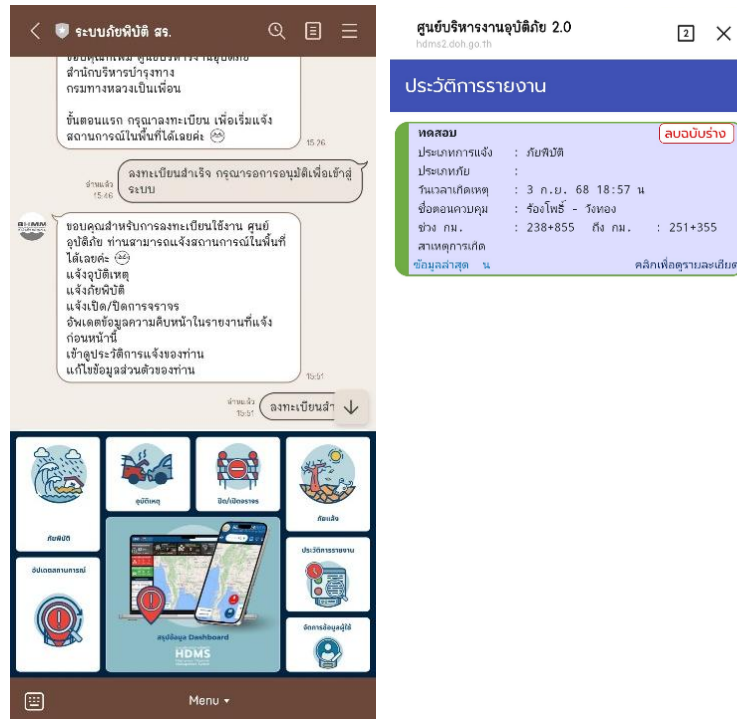 ระบบภัยพิบัติ สร.
ขอบคุณที่เพิ่ม ศูนย์บริหารงานอุบัติภัย
สำนักบริหารบำรุงทาง
กรมทางหลวงเป็นเพื่อน
ขั้นตอนแรก กรุณาลงทะเบียน เพื่อเริ่มแจ้ง
สถานการณ์ในพื้นที่ได้เลยค่ะ
15:26
ลงทะเบียนสำเร็จ กรุณารอการอนุมัติเพื่อเข้าสู่
ระบบ
อ่านแล้ว
15:46
ขอบคุณสำหรับการลงทะเบียนใช้งาน ศูนย์
อุบัติภัย ท่านสามารถแจ้งสถานการณ์ในพื้นที่
ได้เลยค่ะ
แจ้งอุบัติเหตุ
แจ้งภัยพิบัติ
แจ้งเปิด/ปิดการจราจร
อัพเดตข้อมูลความคืบหน้าในรายงานที่แจ้ง
ก่อนหน้านี้
เข้าดูประวัติการแจ้งของท่าน
แก้ไขข้อมูลส่วนตัวของท่าน
15:51
อ่านแล้ว
15:51
ลงทะเบียนสำ
ภัยพิบัติ
อุบัติเหตุ
ปิด/เปิดจราจร
ภัยแล้ง
อัปเดตสถานการณ์
สรุปข้อมูล Dashboard
HDMS
ประวัติการรายงาน
จัดการข้อมูลผู้ใช้
Menu
ศูนย์บริหารงานอุบัติภัย 2.0
hdms2.doh.go.th
2
ประวัติการรายงาน
ทดสอบ
ลบฉบับร่าง
ประเภทการแจ้ง : ภัยพิบัติ
ประเภทภัย :
วันเวลาเกิดเหตุ : 3 ก.ย. 68 18:57 น
ชื่อตอนควบคุม : ร้องโพธิ์ - วังทอง
ช่วง กม. : 238+855 ถึง กม. : 251+355
สาเหตุการเกิด
ข้อมูลล่าสุด น
คลิกเพื่อดูรายละเอียด